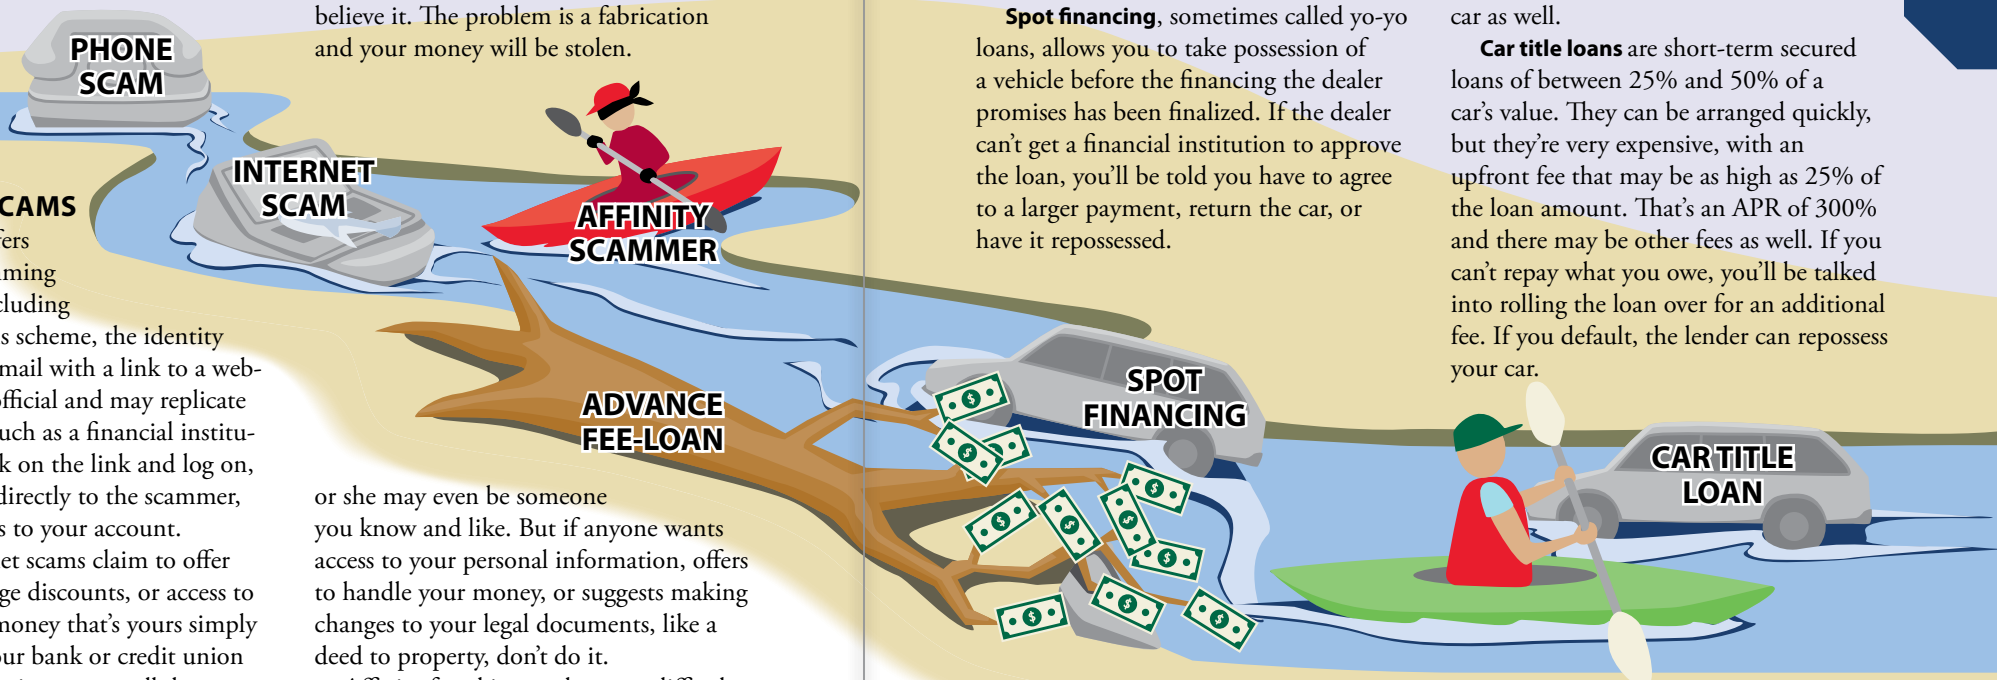 PHONE
SCAM
INTERNET
SCAM
CAMS
fers
ming
cluding
s scheme, the identity
mail with a link to a web-
official and may replicate
uch as a financial institu-
k on the link and log on,
directly to the scammer,
s to your account.
et scams claim to offer
ge discounts, or access to
money that's yours simply
our bank or credit union
believe it. The problem is a fabrication
and your money will be stolen.
AFFINITY
SCAMMER
ADVANCE
FEE-LOAN
or she may even be someone
you know and like. But if anyone wants
access to your personal information, offers
to handle your money, or suggests making
changes to your legal documents, like a
deed to property, don't do it.
Spot financing, sometimes called yo-yo
loans, allows you to take possession of
a vehicle before the financing the dealer
promises has been finalized. If the dealer
can't get a financial institution to approve
the loan, you'll be told you have to agree
to a larger payment, return the car, or
have it repossessed.
SPOT
FINANCING
car as well.
Car title loans are short-term secured
loans of between 25% and 50% of a
car's value. They can be arranged quickly,
but they're very expensive, with an
upfront fee that may be as high as 25% of
the loan amount. That's an APR of 300%
and there may be other fees as well. If you
can't repay what you owe, you'll be talked
into rolling the loan over for an additional
fee. If you default, the lender can repossess
your car.
CAR TITLE
LOAN
$
$
$
$
$
$
$
$
$
$
$